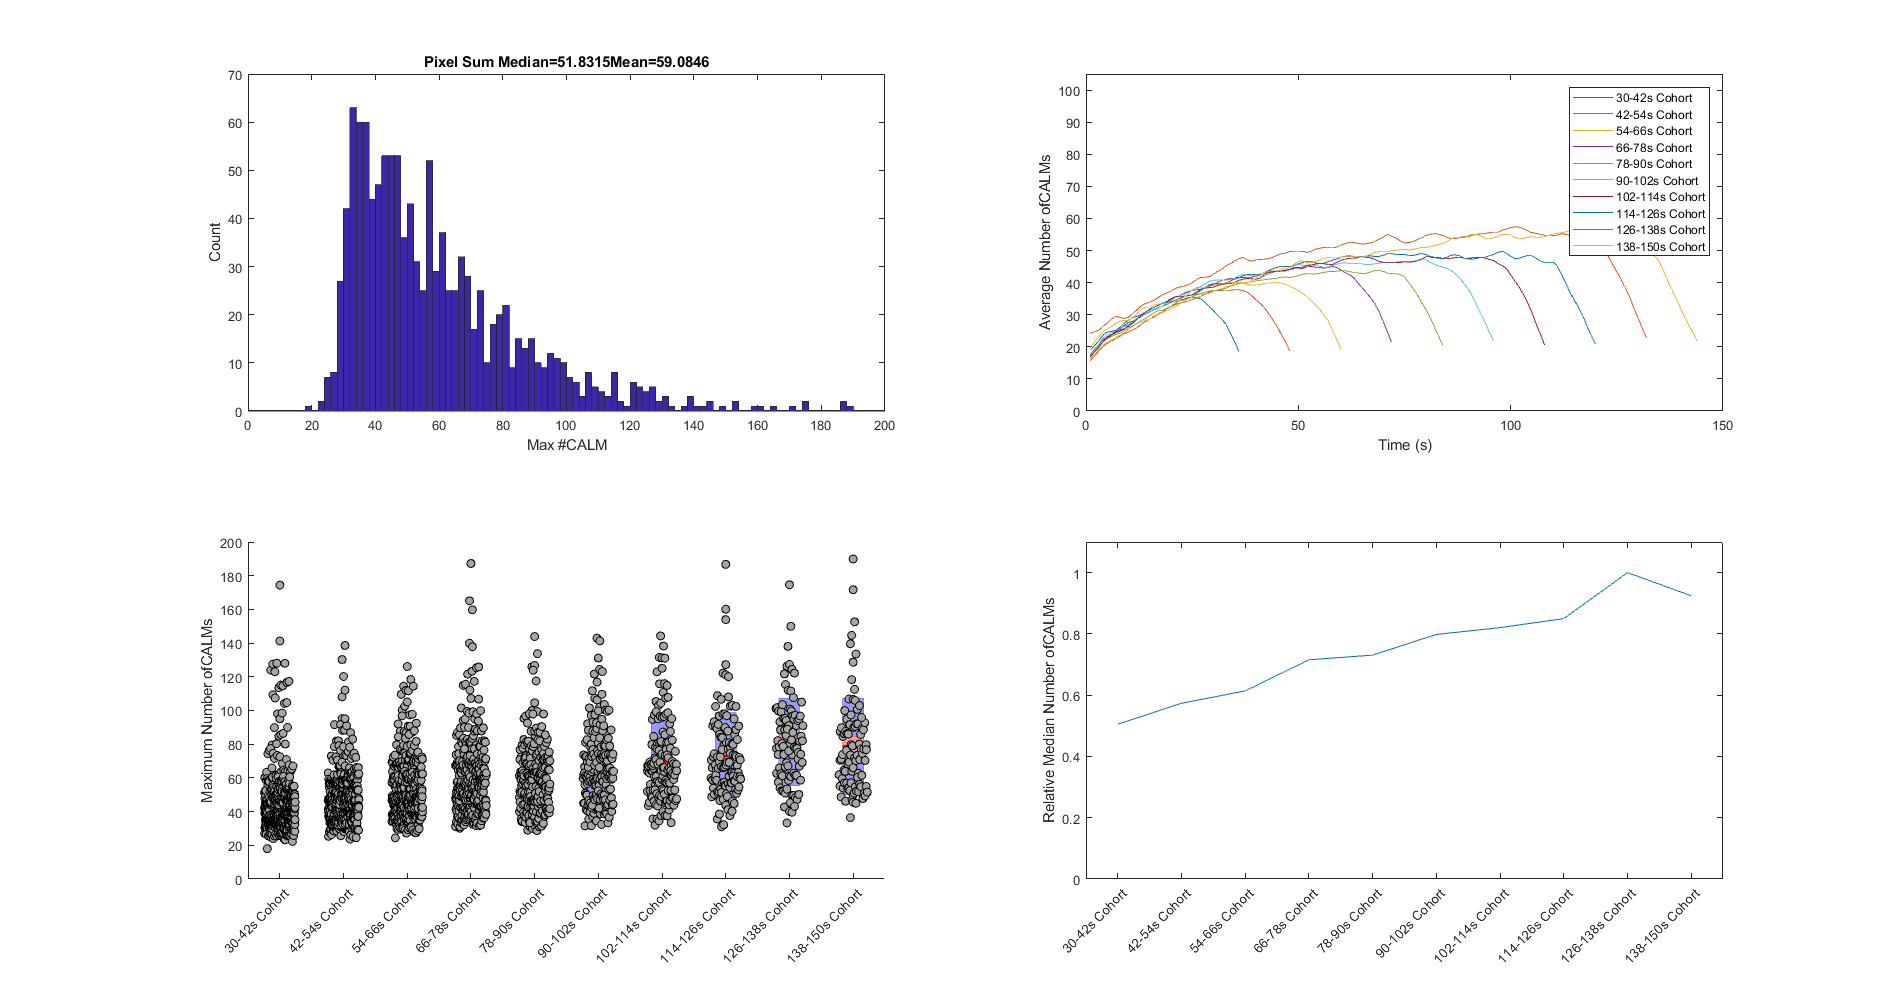 Pixel Sum Median=51.8315Mean=59.0846
70
60
50
40
30
20
10
0
Count
0 20 40 60 80 100 120 140 160 180 200
Max #CALM
100
90
80
70
60
50
40
30
20
10
0
Average Number ofCALMs
0 50 100 150
Time (s)
30-42s Cohort
42-54s Cohort
54-66s Cohort
66-78s Cohort
78-90s Cohort
90-102s Cohort
102-114s Cohort
114-126s Cohort
126-138s Cohort
138-150s Cohort
200
180
160
140
120
100
80
60
40
20
0
Maximum Number ofCALMs
30-42s Cohort
42-54s Cohort
54-66s Cohort
66-78s Cohort
78-90s Cohort
90-102s Cohort
102-114s Cohort
114-126s Cohort
126-138s Cohort
138-150s Cohort
1
0.8
0.6
0.4
0.2
0
Relative Median Number ofCALMs
30-42s Cohort
42-54s Cohort
54-66s Cohort
66-78s Cohort
78-90s Cohort
90-102s Cohort
102-114s Cohort
114-126s Cohort
126-138s Cohort
138-150s Cohort